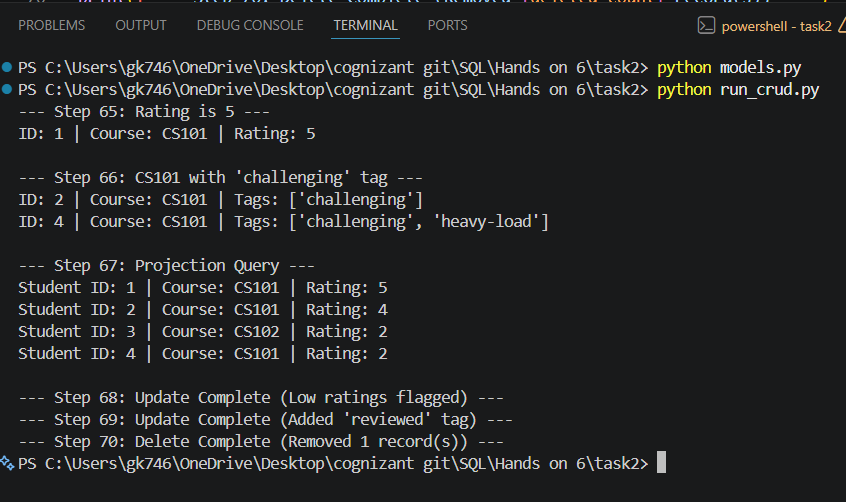 PROBLEMS OUTPUT DEBUG CONSOLE TERMINAL PORTS powershell - task2
PS C:\Users\gk746\OneDrive\Desktop\cognizant git\SQL\Hands on 6\task2> python models.py
PS C:\Users\gk746\OneDrive\Desktop\cognizant git\SQL\Hands on 6\task2> python run_crud.py
--- Step 65: Rating is 5 ---
ID: 1 | Course: CS101 | Rating: 5
--- Step 66: CS101 with 'challenging' tag ---
ID: 2 | Course: CS101 | Tags: ['challenging']
ID: 4 | Course: CS101 | Tags: ['challenging', 'heavy-load']
--- Step 67: Projection Query ---
Student ID: 1 | Course: CS101 | Rating: 5
Student ID: 2 | Course: CS101 | Rating: 4
Student ID: 3 | Course: CS102 | Rating: 2
Student ID: 4 | Course: CS101 | Rating: 2
--- Step 68: Update Complete (Low ratings flagged) ---
--- Step 69: Update Complete (Added 'reviewed' tag) ---
--- Step 70: Delete Complete (Removed 1 record(s)) ---
PS C:\Users\gk746\OneDrive\Desktop\cognizant git\SQL\Hands on 6\task2>